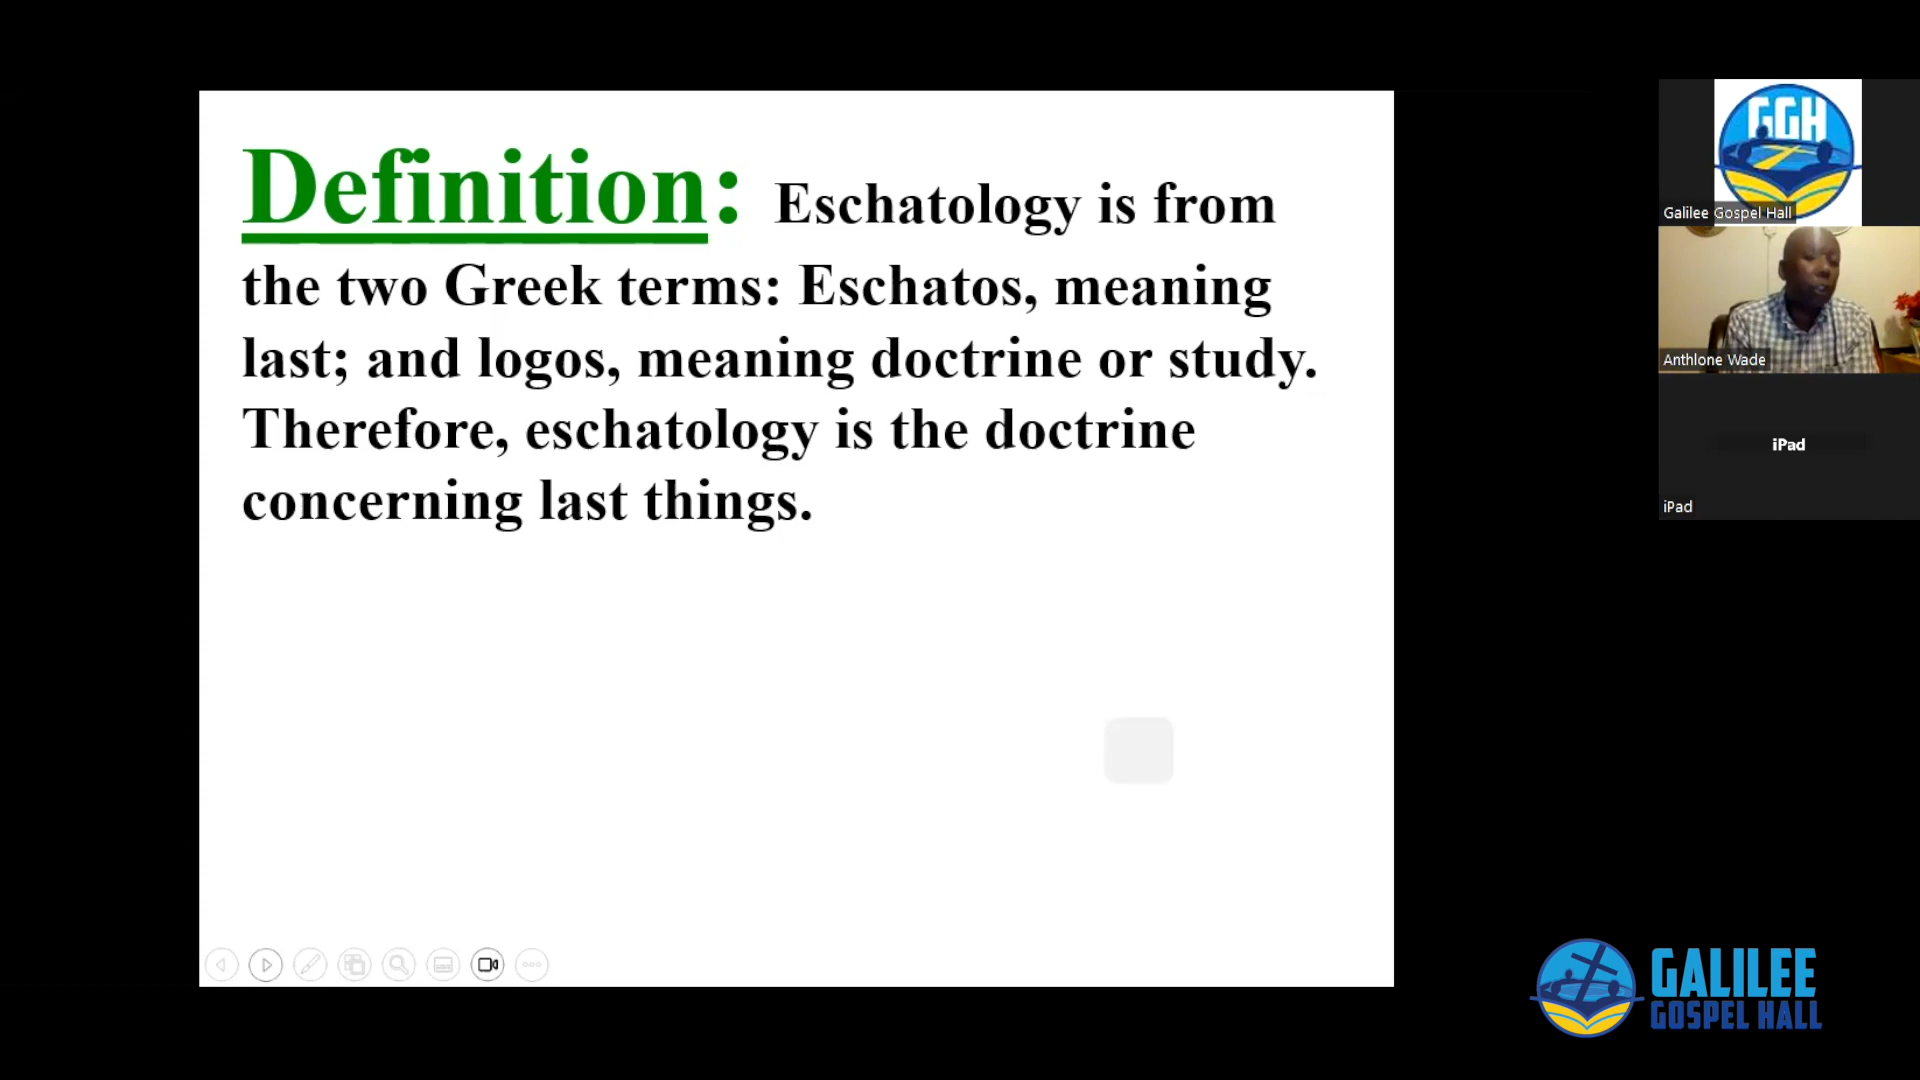 Definition: Eschatology is from
the two Greek terms: Eschatos, meaning
last; and logos, meaning doctrine or study.
Therefore, eschatology is the doctrine
concerning last things.
GGH
Galilee Gospel Hall
Anthlone Wade
iPad
iPad
GALILEE
GOSPEL HALL